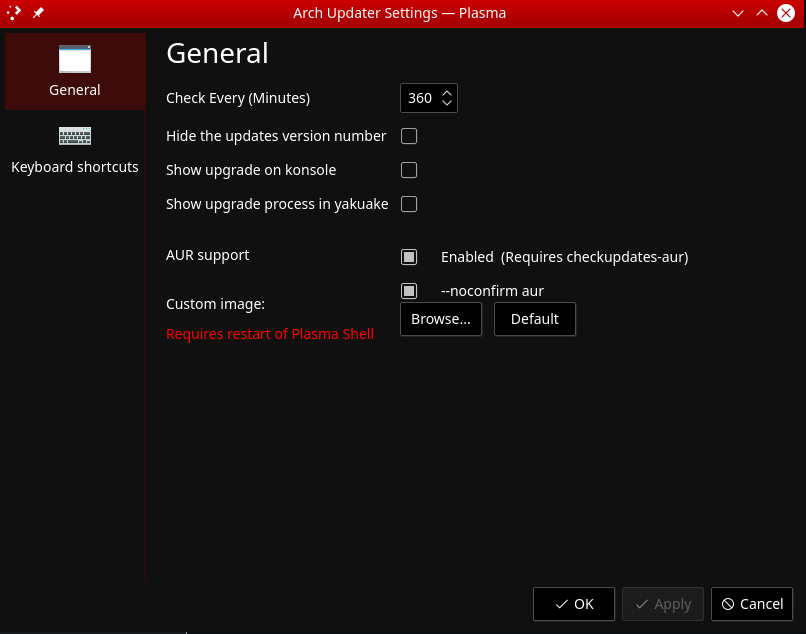 Arch Updater Settings — Plasma
General
Keyboard shortcuts
General
Check Every (Minutes) 360
Hide the updates version number
Show upgrade on konsole
Show upgrade process in yakuake
AUR support Enabled (Requires checkupdates-aur)
--noconfirm aur
Custom image: Browse... Default
Requires restart of Plasma Shell
OK Apply Cancel